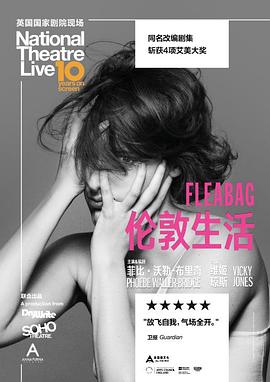 英国国家剧院现场
National
Theatre
Live 10
years on
screen
同名改编剧集
斩获4项艾美大奖
FLEABAG
伦敦生活
主演&编剧
菲比·沃勒-布里奇
PHOEBE WALLER-BRIDGE
维姬 VICKY
琼斯 JONES
联合出品
A production from
DryWrite
SOHO
THEATRE
★★★★★
“放飞自我,气场全开。”
卫报 Guardian
ARTS COUNCIL
ENGLAND